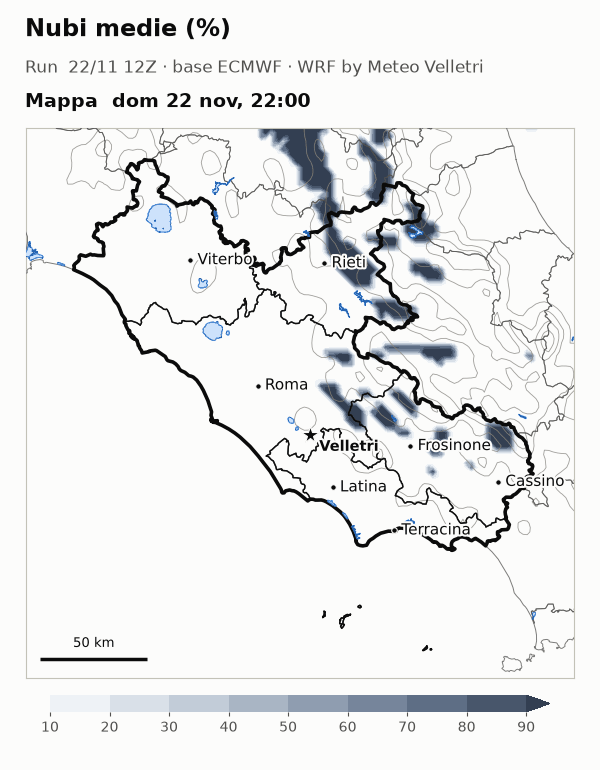 Nubi medie (%)
Run  22/11 12Z · base ECMWF · WRF by Meteo Velletri
Mappa  dom 22 nov, 22:00
Viterbo
Rieti
Roma
Velletri
Frosinone
Latina
Cassino
Terracina
50 km
10 20 30 40 50 60 70 80 90